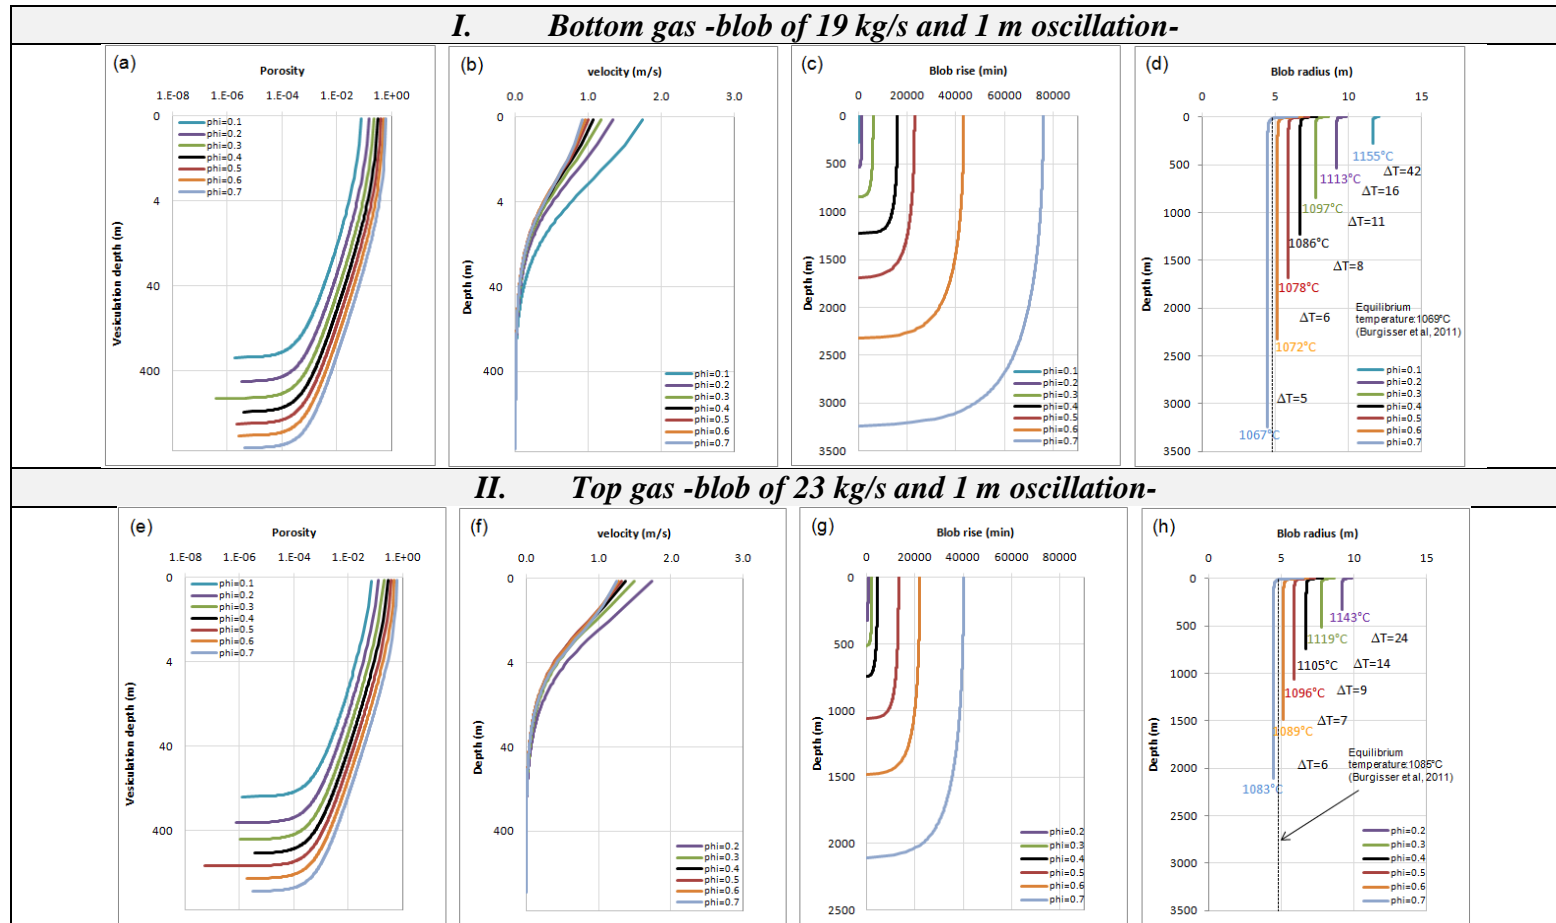 I. Bottom gas -blob of 19 kg/s and 1 m oscillation-
(a)
Porosity
1.E-08 1.E-06 1.E-04 1.E-02 1.E+00
0
4
40
400
Vesiculation depth (m)
phi=0.1
phi=0.2
phi=0.3
phi=0.4
phi=0.5
phi=0.6
phi=0.7
(b)
velocity (m/s)
0.0 1.0 2.0 3.0
0
4
40
400
Depth (m)
phi=0.1
phi=0.2
phi=0.3
phi=0.4
phi=0.5
phi=0.6
phi=0.7
(c)
Blob rise (min)
0 20000 40000 60000 80000
0
500
1000
1500
2000
2500
3000
3500
Depth (m)
phi=0.1
phi=0.2
phi=0.3
phi=0.4
phi=0.5
phi=0.6
phi=0.7
(d)
Blob radius (m)
0 5 10 15
0
500
1000
1500
2000
2500
3000
3500
Depth (m)
1155°C
ΔT=42
1113°C
ΔT=16
1097°C
ΔT=11
1086°C
ΔT=8
1078°C
Equilibrium
temperature:1069°C
(Burgisser et al, 2011)
ΔT=6
1072°C
ΔT=5
1067°C
phi=0.1
phi=0.2
phi=0.3
phi=0.4
phi=0.5
phi=0.6
phi=0.7
II. Top gas -blob of 23 kg/s and 1 m oscillation-
(e)
Porosity
1.E-08 1.E-06 1.E-04 1.E-02 1.E+00
0
4
40
400
Vesiculation depth (m)
phi=0.1
phi=0.2
phi=0.3
phi=0.4
phi=0.5
phi=0.6
phi=0.7
(f)
velocity (m/s)
0.0 1.0 2.0 3.0
0
4
40
400
Depth (m)
phi=0.2
phi=0.3
phi=0.4
phi=0.5
phi=0.6
phi=0.7
(g)
Blob rise (min)
0 20000 40000 60000 80000
0
500
1000
1500
2000
2500
Depth (m)
phi=0.2
phi=0.3
phi=0.4
phi=0.5
phi=0.6
phi=0.7
(h)
Blob radius (m)
0 5 10 15
0
500
1000
1500
2000
2500
3000
3500
Depth (m)
1143°C
1119°C
ΔT=24
1105°C
ΔT=14
1096°C
ΔT=9
1089°C
ΔT=7
Equilibrium
temperature:1085°C
(Burgisser et al, 2011)
ΔT=6
1083°C
phi=0.2
phi=0.3
phi=0.4
phi=0.5
phi=0.6
phi=0.7